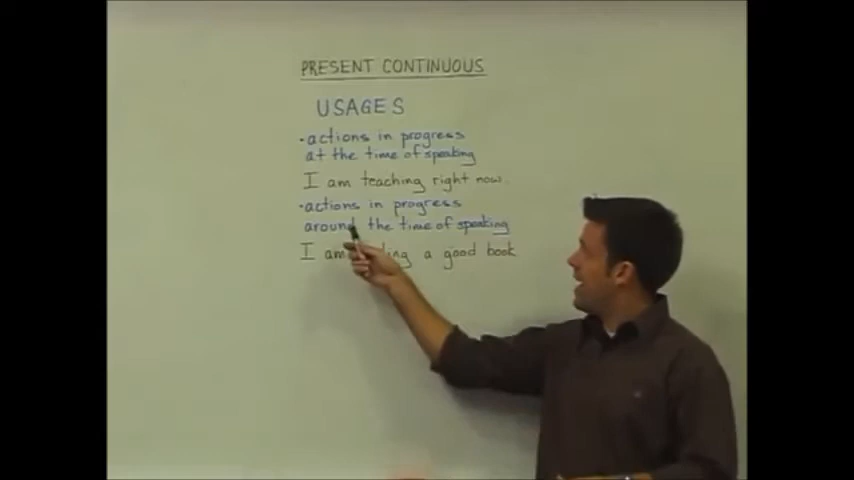 PRESENT CONTINUOUS
USAGES
• actions in progress
at the time of speaking
I am teaching right now.
• actions in progress
around the time of speaking
I am a good book